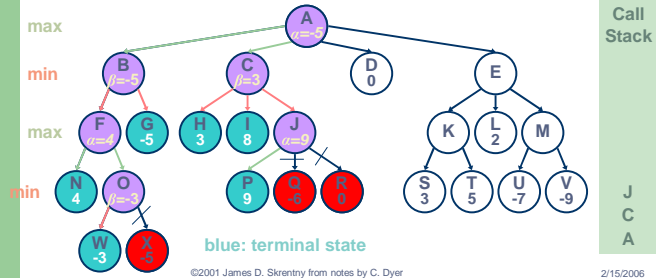 max
A
α=-5
Call
Stack
min
B
β=-5
C
β=3
D
0
E
max
F
α=4
G
-5
H
3
I
8
J
α=9
K
L
2
M
min
N
4
O
β=-3
P
9
Q
-6
R
0
S
3
T
5
U
-7
V
-9
J
C
A
W
-3
X
-5
blue: terminal state
©2001 James D. Skrentny from notes by C. Dyer
2/15/2006